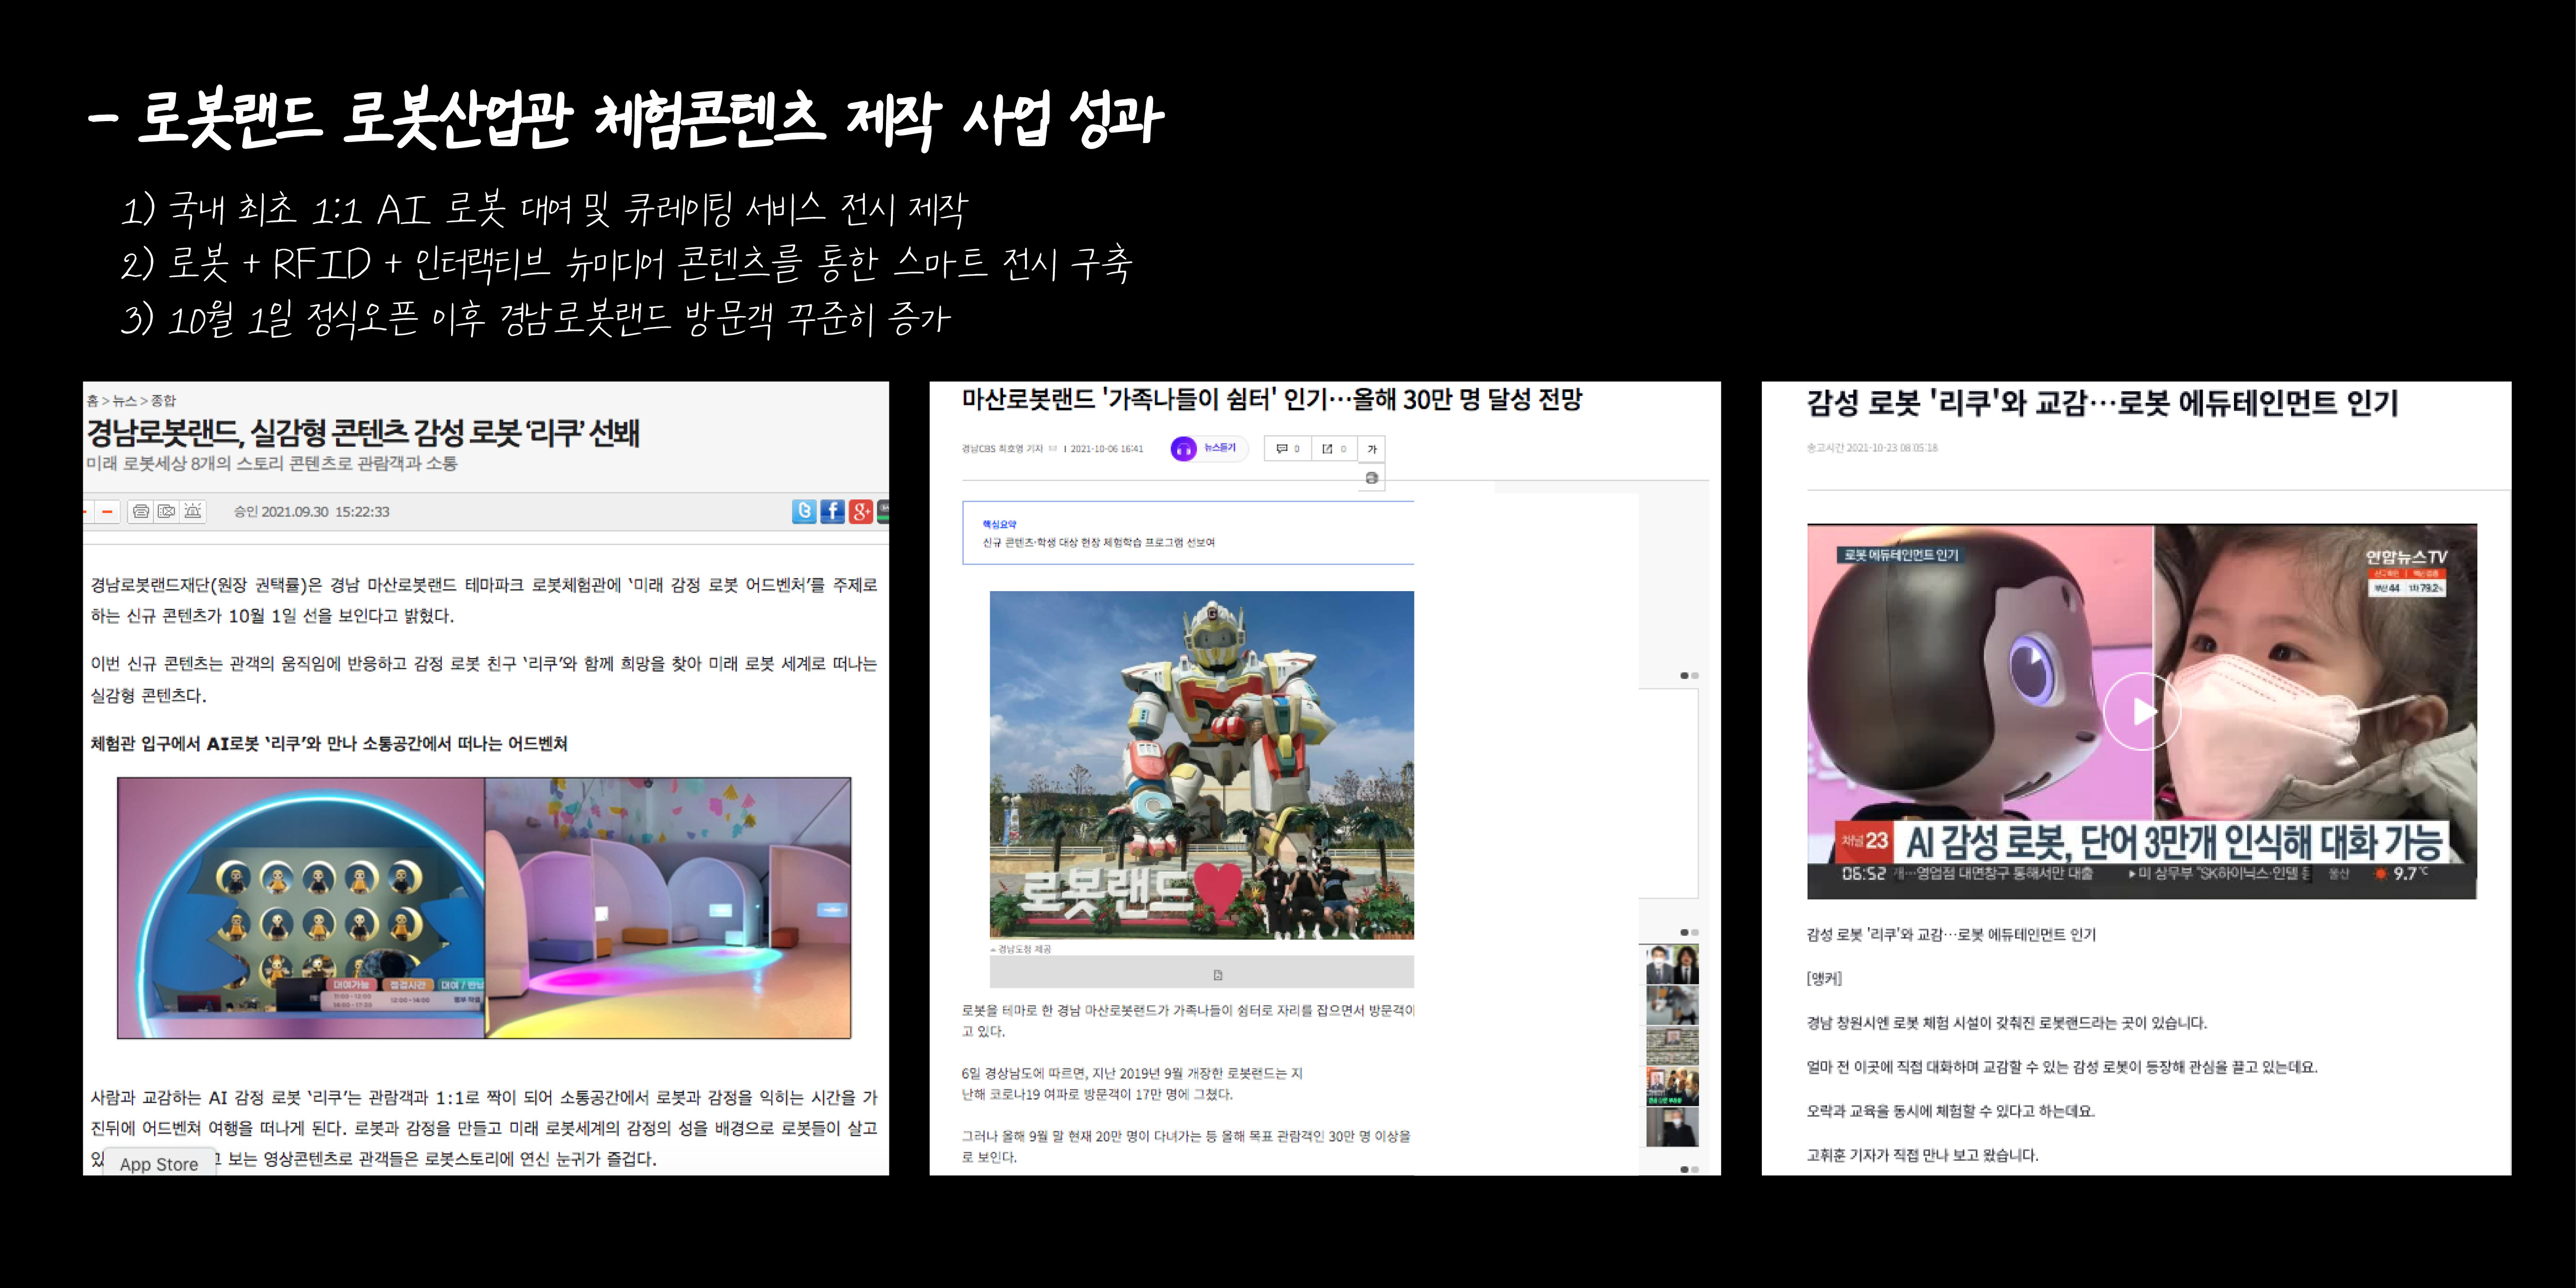 - 로봇랜드 로봇산업관 체험콘텐츠 제작 사업 성과
1) 국내 최초 1:1 AI 로봇 대여 및 큐레이팅 서비스 전시 제작
2) 로봇 + RFID + 인터랙티브 뉴미디어 콘텐츠를 통한 스마트 전시 구축
3) 10월 1일 정식오픈 이후 경남로봇랜드 방문객 꾸준히 증가
홈 > 뉴스 > 종합
경남로봇랜드, 실감형 콘텐츠 감성 로봇 '리쿠' 선봬
미래 로봇세상 8개의 스토리 콘텐츠로 관람객과 소통
승인 2021.09.30 15:22:33
경남로봇랜드재단(원장 권택률)은 경남 마산로봇랜드 테마파크 로봇체험관에 '미래 감정 로봇 어드벤처'를 주제로
하는 신규 콘텐츠가 10월 1일 선을 보인다고 밝혔다.
이번 신규 콘텐츠는 관객의 움직임에 반응하고 감정 로봇 친구 '리쿠'와 함께 희망을 찾아 미래 로봇 세계로 떠나는
실감형 콘텐츠다.
체험관 입구에서 AI로봇 '리쿠'와 만나 소통공간에서 떠나는 어드벤쳐
대여가능 점검시간 대여 / 반납
11:00~12:00
14:00~17:30
12:00~14:00
사람과 교감하는 AI 감정 로봇 '리쿠'는 관람객과 1:1로 짝이 되어 소통공간에서 로봇과 감정을 익히는 시간을 가
진뒤에 어드벤쳐 여행을 떠나게 된다. 로봇과 감정을 만들고 미래 로봇세계의 감정의 성을 배경으로 로봇들이 살고
보는 영상콘텐츠로 관객들은 로봇스토리에 연신 눈귀가 즐겁다.
App Store
마산로봇랜드 '가족나들이 쉼터' 인기…올해 30만 명 달성 전망
경남CBS 최호영 기자 2021-10-06 16:41
뉴스듣기
0
0
가
핵심요약
신규 콘텐츠·학생 대상 현장 체험학습 프로그램 선보여
G
로봇랜드
경남도청 제공
로봇을 테마로 한 경남 마산로봇랜드가 가족나들이 쉼터로 자리를 잡으면서 방문객이
고 있다.
6일 경상남도에 따르면, 지난 2019년 9월 개장한 로봇랜드는 지
난해 코로나19 여파로 방문객이 17만 명에 그쳤다.
그러나 올해 9월 말 현재 20만 명이 다녀가는 등 올해 목표 관람객인 30만 명 이상을
로 보인다.
감성 로봇 '리쿠'와 교감…로봇 에듀테인먼트 인기
송고시간 2021-10-23 08:05:18
로봇 에듀테인먼트 인기
연합뉴스TV
부산 44 1차 79.2%
채널 23
AI 감성 로봇, 단어 3만개 인식해 대화 가능
06:52 개…영업점 대면창구 통해서만 대출 ▸미 상무부 "SK하이닉스·인텔 등 울산 9.7℃
감성 로봇 '리쿠'와 교감…로봇 에듀테인먼트 인기
[앵커]
경남 창원시엔 로봇 체험 시설이 갖춰진 로봇랜드라는 곳이 있습니다.
얼마 전 이곳에 직접 대화하며 교감할 수 있는 감성 로봇이 등장해 관심을 끌고 있는데요.
오락과 교육을 동시에 체험할 수 있다고 하는데요.
고휘훈 기자가 직접 만나 보고 왔습니다.